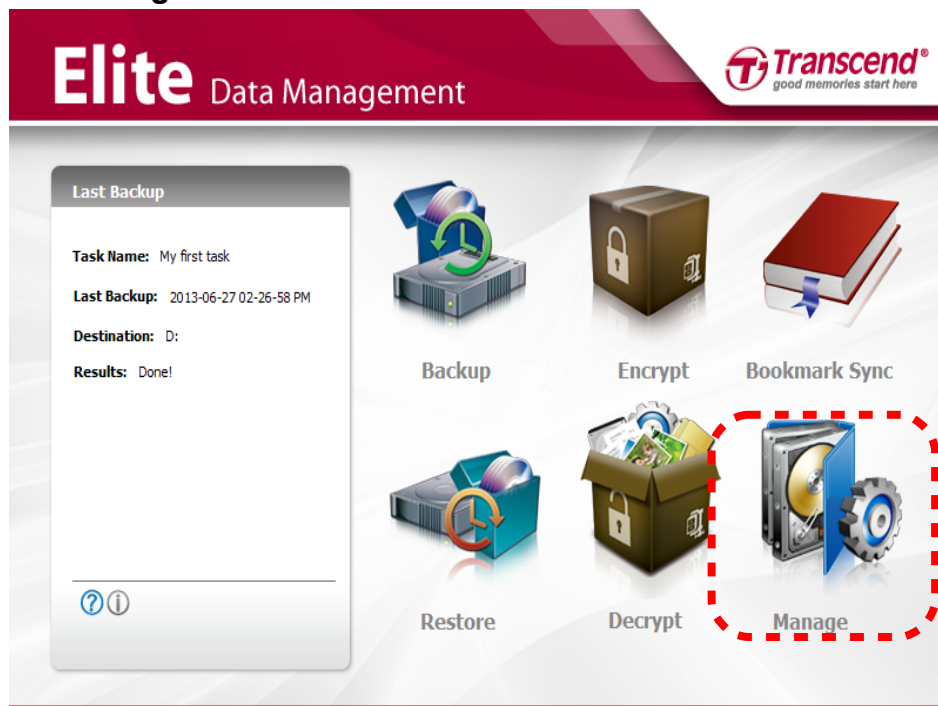 Elite Data Management
Transcend®
good memories start here
Last Backup
Task Name: My first task
Last Backup: 2013-06-27 02-26-58 PM
Destination: D:
Results: Done!
Backup
Encrypt
Bookmark Sync
Restore
Decrypt
Manage